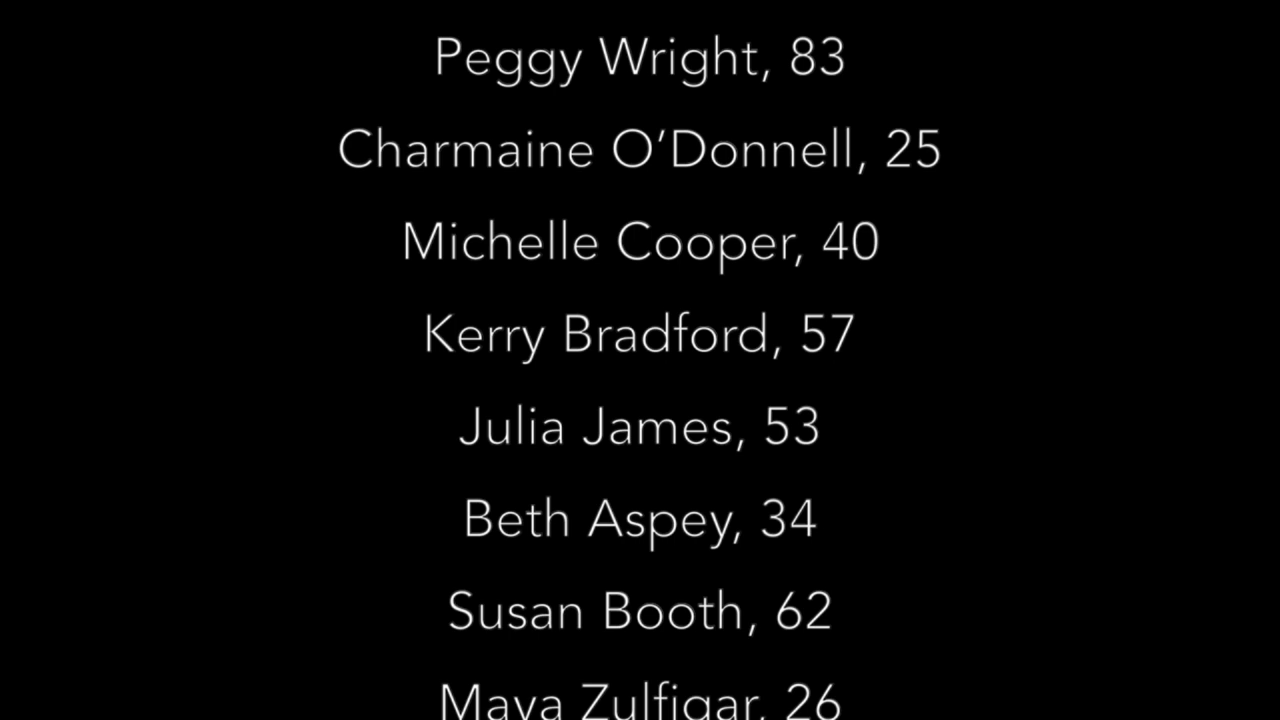 Peggy Wright, 83
Charmaine O’Donnell, 25
Michelle Cooper, 40
Kerry Bradford, 57
Julia James, 53
Beth Aspey, 34
Susan Booth, 62
Maya Zulfiqar, 26